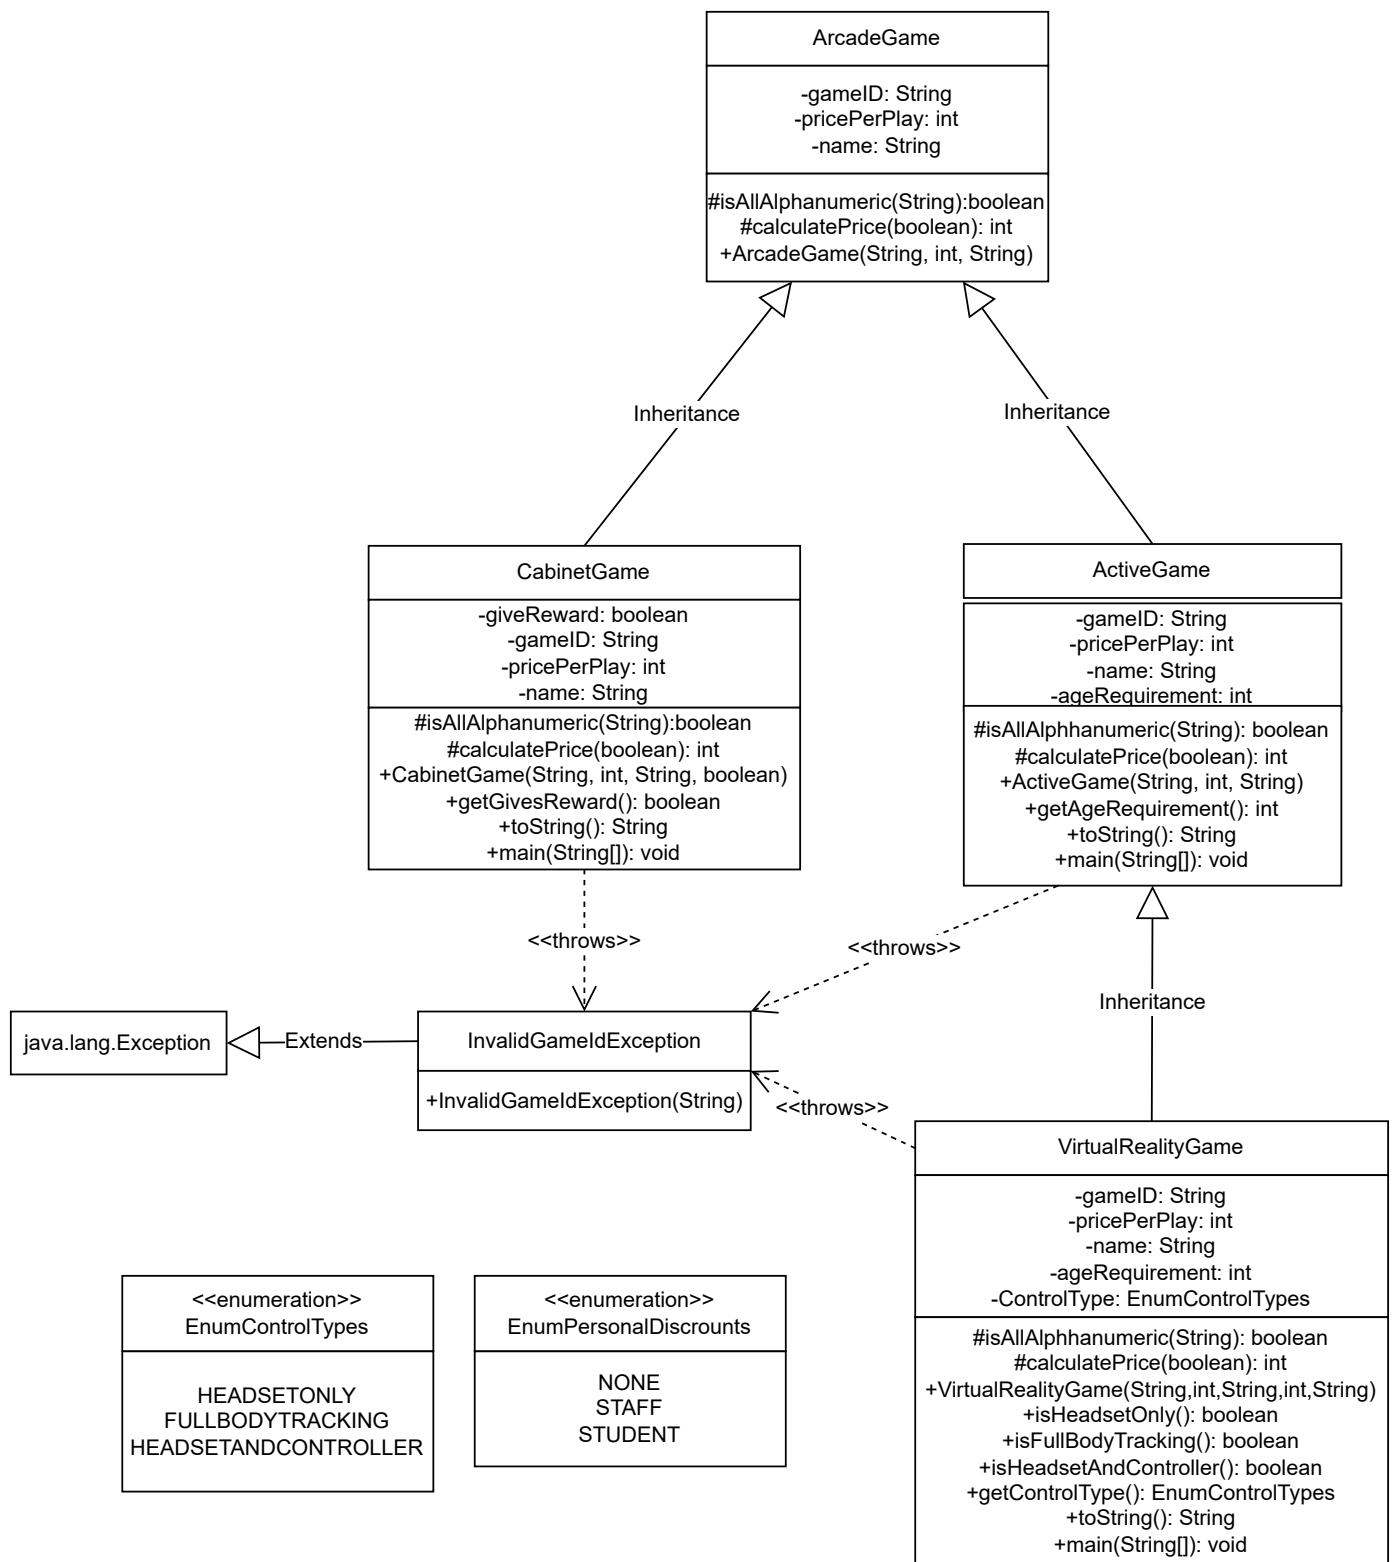 ArcadeGame
-gameID: String
-pricePerPlay: int
-name: String
#isAllAlphanumeric(String):boolean
#calculatePrice(boolean): int
+ArcadeGame(String, int, String)
Inheritance
Inheritance
CabinetGame
-giveReward: boolean
-gameID: String
-pricePerPlay: int
-name: String
#isAllAlphanumeric(String):boolean
#calculatePrice(boolean): int
+CabinetGame(String, int, String, boolean)
+getGivesReward(): boolean
+toString(): String
+main(String[]): void
ActiveGame
-gameID: String
-pricePerPlay: int
-name: String
-ageRequirement: int
#isAllAlphhanumeric(String): boolean
#calculatePrice(boolean): int
+ActiveGame(String, int, String)
+getAgeRequirement(): int
+toString(): String
+main(String[]): void
<<throws>>
<<throws>>
Inheritance
java.lang.Exception
Extends
InvalidGameIdException
+InvalidGameIdException(String)
<<throws>>
VirtualRealityGame
-gameID: String
-pricePerPlay: int
-name: String
-ageRequirement: int
-ControlType: EnumControlTypes
#isAllAlphhanumeric(String): boolean
#calculatePrice(boolean): int
+VirtualRealityGame(String,int,String,int,String)
+isHeadsetOnly(): boolean
+isFullBodyTracking(): boolean
+isHeadsetAndController(): boolean
+getControlType(): EnumControlTypes
+toString(): String
+main(String[]): void
<<enumeration>>
EnumControlTypes
HEADSETONLY
FULLBODYTRACKING
HEADSETANDCONTROLLER
<<enumeration>>
EnumPersonalDiscrounts
NONE
STAFF
STUDENT